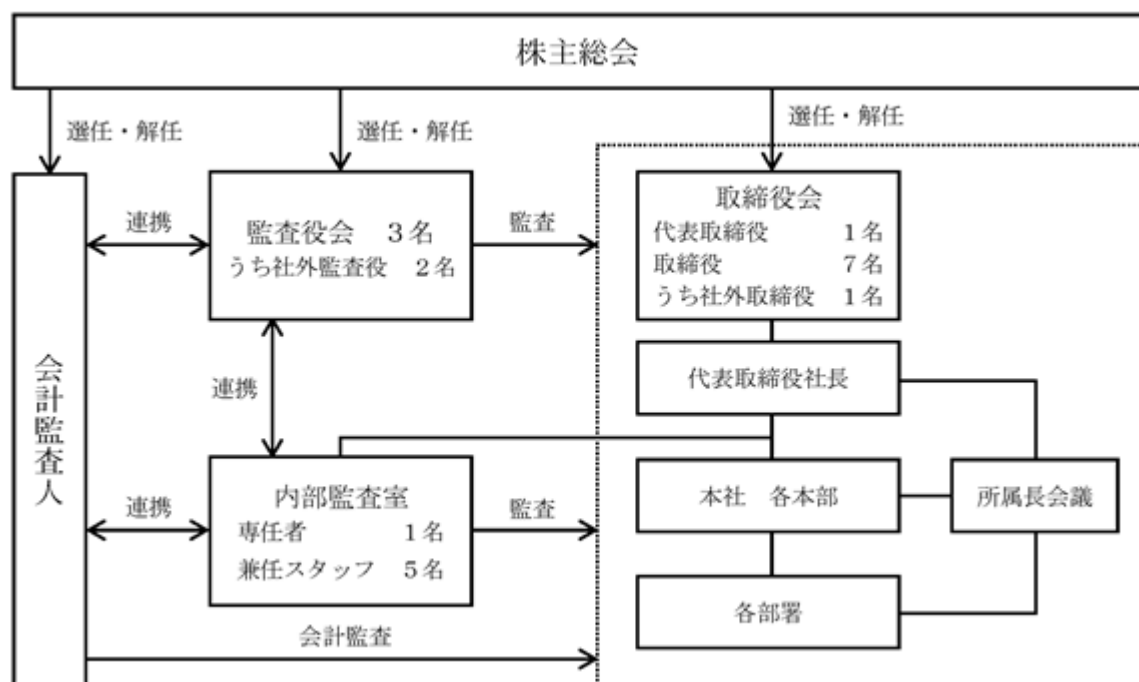 株主総会
選任・解任
選任・解任
選任・解任
取締役会
代表取締役　１名
取締役　７名
うち社外取締役　１名
連携
監査役会　３名
うち社外監査役　２名
監査
会計監査人
連携
代表取締役社長
連携
内部監査室
専任者　１名
兼任スタッフ　５名
監査
本社　各本部
所属長会議
各部署
会計監査